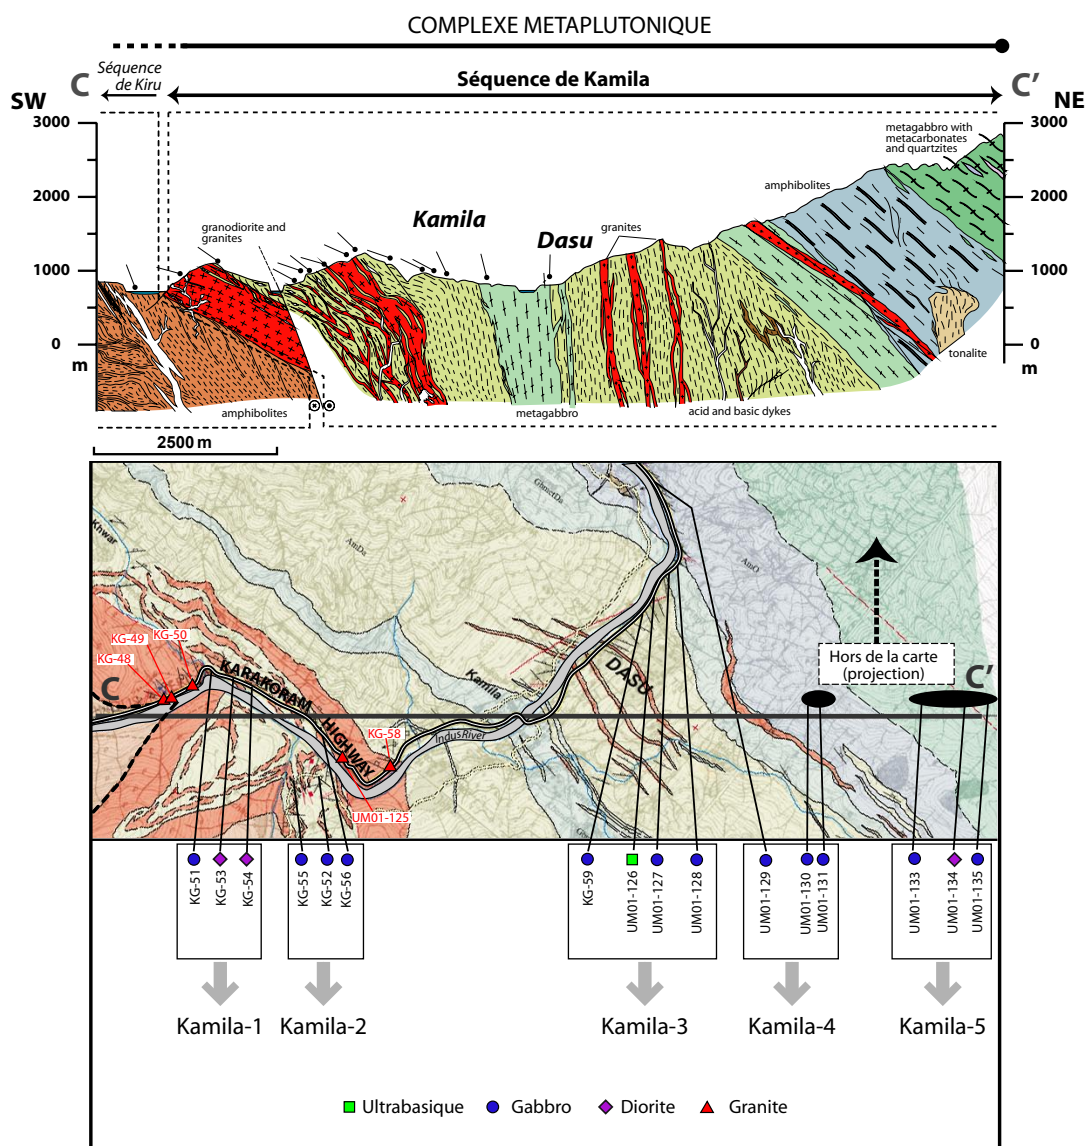 COMPLEXE METAPLUTONIQUE
Séquence
de Kiru
Séquence de Kamila
C
C'
SW
NE
3000
2000
1000
0
m
3000
2000
1000
0
m
metagabbro with
metacarbonates
and quartzites
amphibolites
granodiorite and
granites
Kamila
Dasu
granites
tonalite
amphibolites
metagabbro
acid and basic dykes
2500 m
Khwar
AmDa
GbnetDa
AmD
KG-49
KG-50
KG-48
C
KARAKORAM
HIGHWAY
Kamila
DASU
Indus River
KG-58
UM01-125
Hors de la carte
(projection)
C'
KG-51
KG-53
KG-54
KG-55
KG-52
KG-56
KG-59
UM01-126
UM01-127
UM01-128
UM01-129
UM01-130
UM01-131
UM01-133
UM01-134
UM01-135
Kamila-1
Kamila-2
Kamila-3
Kamila-4
Kamila-5
Ultrabasique
Gabbro
Diorite
Granite